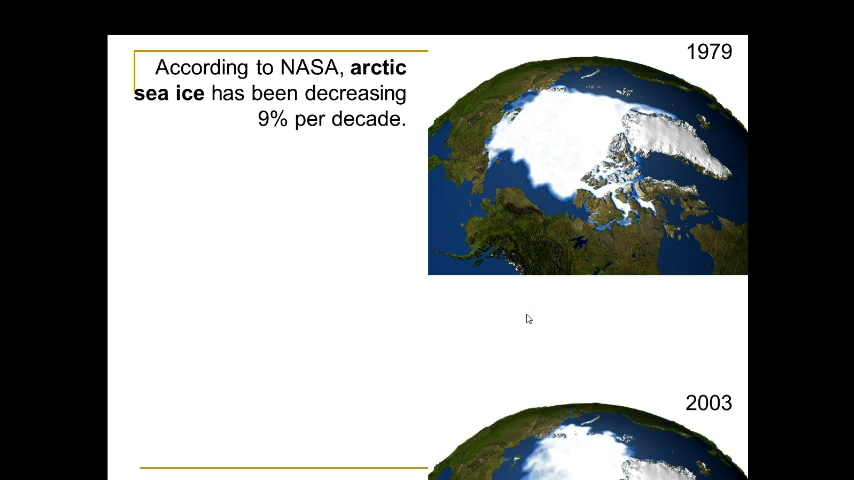 According to NASA, arctic
sea ice has been decreasing
9% per decade.
1979
2003